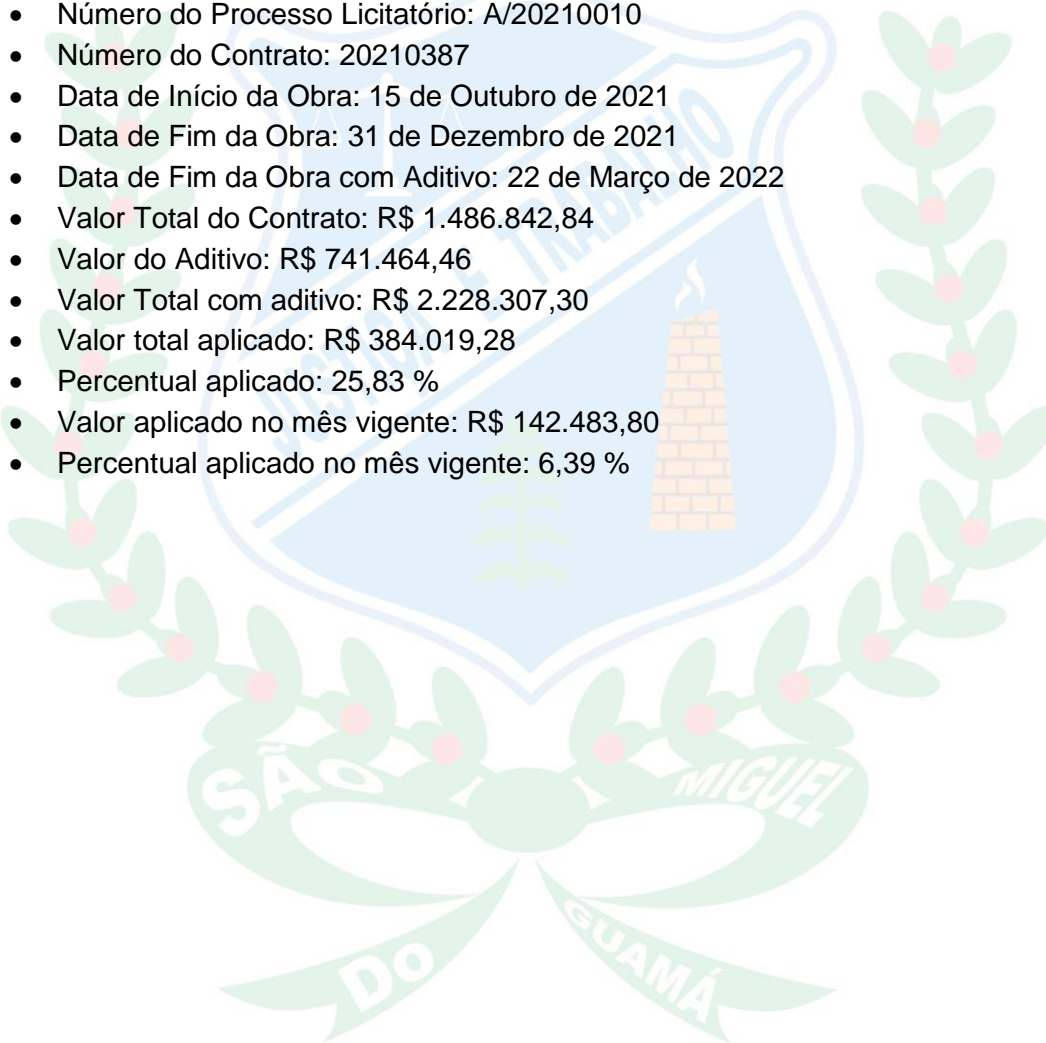 • Número do Processo Licitatório: A/20210010
• Número do Contrato: 20210387
• Data de Início da Obra: 15 de Outubro de 2021
• Data de Fim da Obra: 31 de Dezembro de 2021
• Data de Fim da Obra com Aditivo: 22 de Março de 2022
• Valor Total do Contrato: R$ 1.486.842,84
• Valor do Aditivo: R$ 741.464,46
• Valor Total com aditivo: R$ 2.228.307,30
• Valor total aplicado: R$ 384.019,28
• Percentual aplicado: 25,83 %
• Valor aplicado no mês vigente: R$ 142.483,80
• Percentual aplicado no mês vigente: 6,39 %
JUSTIÇA E TRABALHO
SÃO MIGUEL
DO GUAMÁ